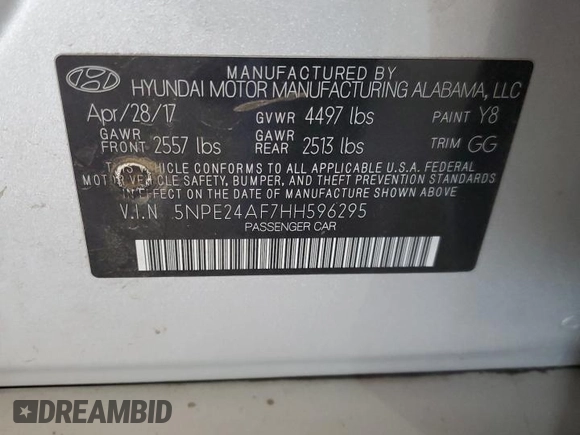 MANUFACTURED BY
HYUNDAI MOTOR MANUFACTURING ALABAMA, LLC
Apr/28/17 GVWR 4497 lbs PAINT Y8
GAWR FRONT 2557 lbs GAWR REAR 2513 lbs TRIM GG
VEHICLE CONFORMS TO ALL APPLICABLE U.S.A. FEDERAL
MOTOR VEHICLE SAFETY, BUMPER, AND THEFT PREVENTION STANDARDS
IN EFFECT ON THE DATE OF MANUFACTURE SHOWN ABOVE.
V.I.N 5NPE24AF7HH596295
PASSENGER CAR
DREAMBID